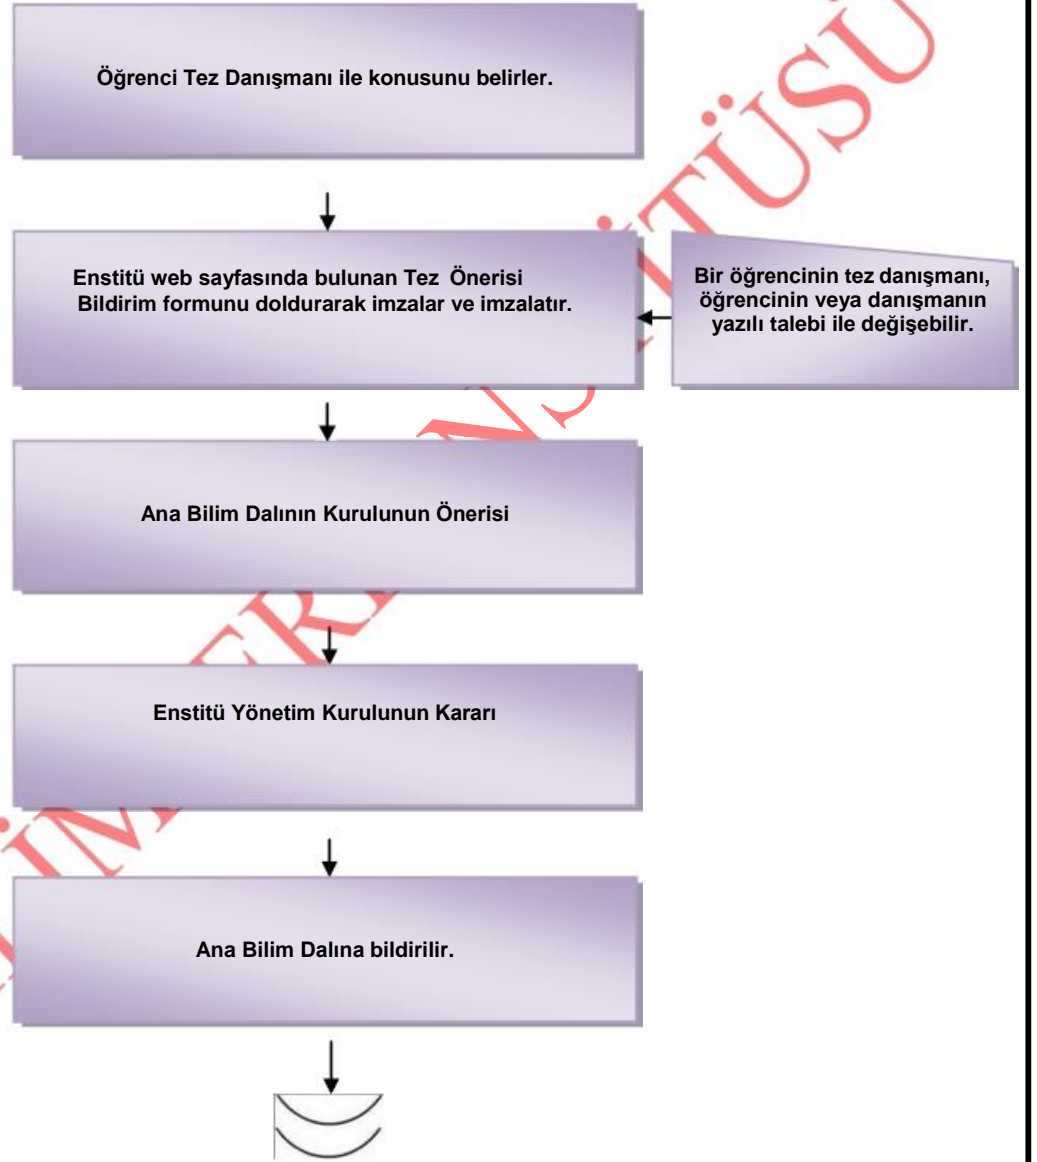 Öğrenci Tez Danışmanı ile konusunu belirler.
Enstitü web sayfasında bulunan Tez Önerisi
Bildirim formunu doldurarak imzalar ve imzalatır.
Bir öğrencinin tez danışmanı,
öğrencinin veya danışmanın
yazılı talebi ile değişebilir.
Ana Bilim Dalının Kurulunun Önerisi
Enstitü Yönetim Kurulunun Kararı
Ana Bilim Dalına bildirilir.